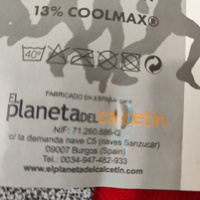 13% COOLMAX®
40°
FABRICADO EN ESPAÑA
EL
planeta DEL calcetín
NIF: 71.260.686-Q
c/ la demanda nave C5 (naves Sanzucar)
09007 Burgos (Spain)
Tel.: 0034-947-482-933
www.elplanetadelcalcetin.com